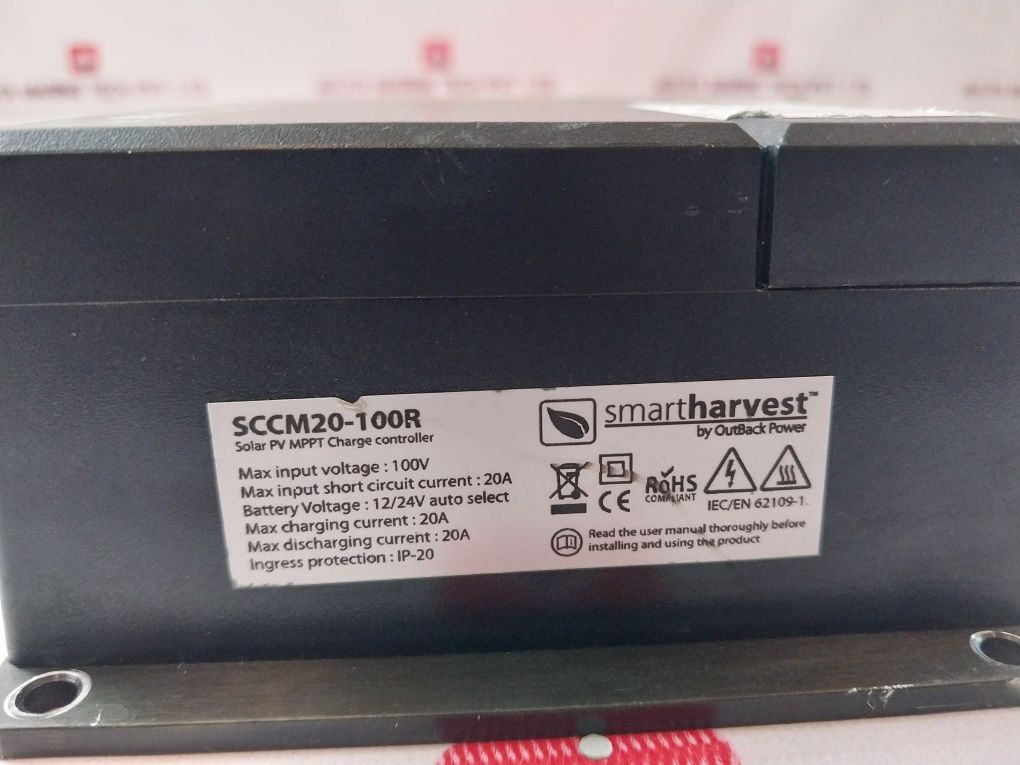 SCCM20-100R
Solar PV MPPT Charge controller
Max input voltage : 100V
Max input short circuit current : 20A
Battery Voltage : 12/24V auto select
Max charging current : 20A
Max discharging current : 20A
Ingress protection : IP-20
smartharvest™
by OutBack Power
CE
RoHS
COMPLIANT
IEC/EN 62109-1.
Read the user manual thoroughly before
installing and using the product